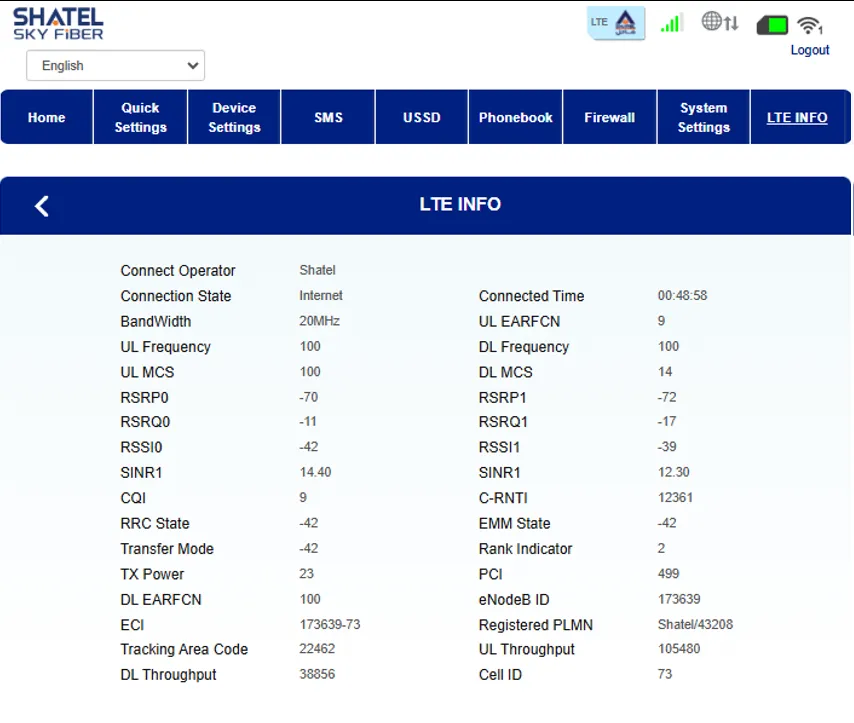 SHATEL
SKY FiBER
LTE
1
Logout
English
Home
Quick Settings
Device Settings
SMS
USSD
Phonebook
Firewall
System Settings
LTE INFO
LTE INFO
Connect Operator Shatel
Connection State Internet Connected Time 00:48:58
BandWidth 20MHz UL EARFCN 9
UL Frequency 100 DL Frequency 100
UL MCS 100 DL MCS 14
RSRP0 -70 RSRP1 -72
RSRQ0 -11 RSRQ1 -17
RSSI0 -42 RSSI1 -39
SINR1 14.40 SINR1 12.30
CQI 9 C-RNTI 12361
RRC State -42 EMM State -42
Transfer Mode -42 Rank Indicator 2
TX Power 23 PCI 499
DL EARFCN 100 eNodeB ID 173639
ECI 173639-73 Registered PLMN Shatel/43208
Tracking Area Code 22462 UL Throughput 105480
DL Throughput 38856 Cell ID 73